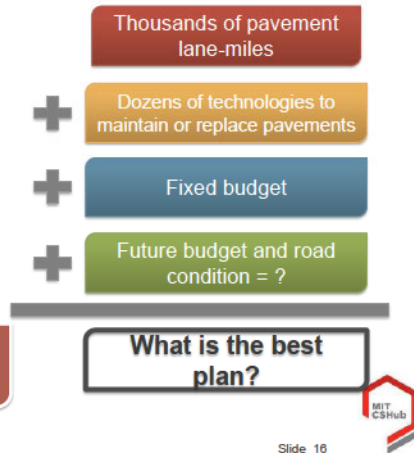 Thousands of pavement
lane-miles
Dozens of technologies to
maintain or replace pavements
Fixed budget
Future budget and road
condition = ?
What is the best
plan?
MIT
CSHub
Slide 16